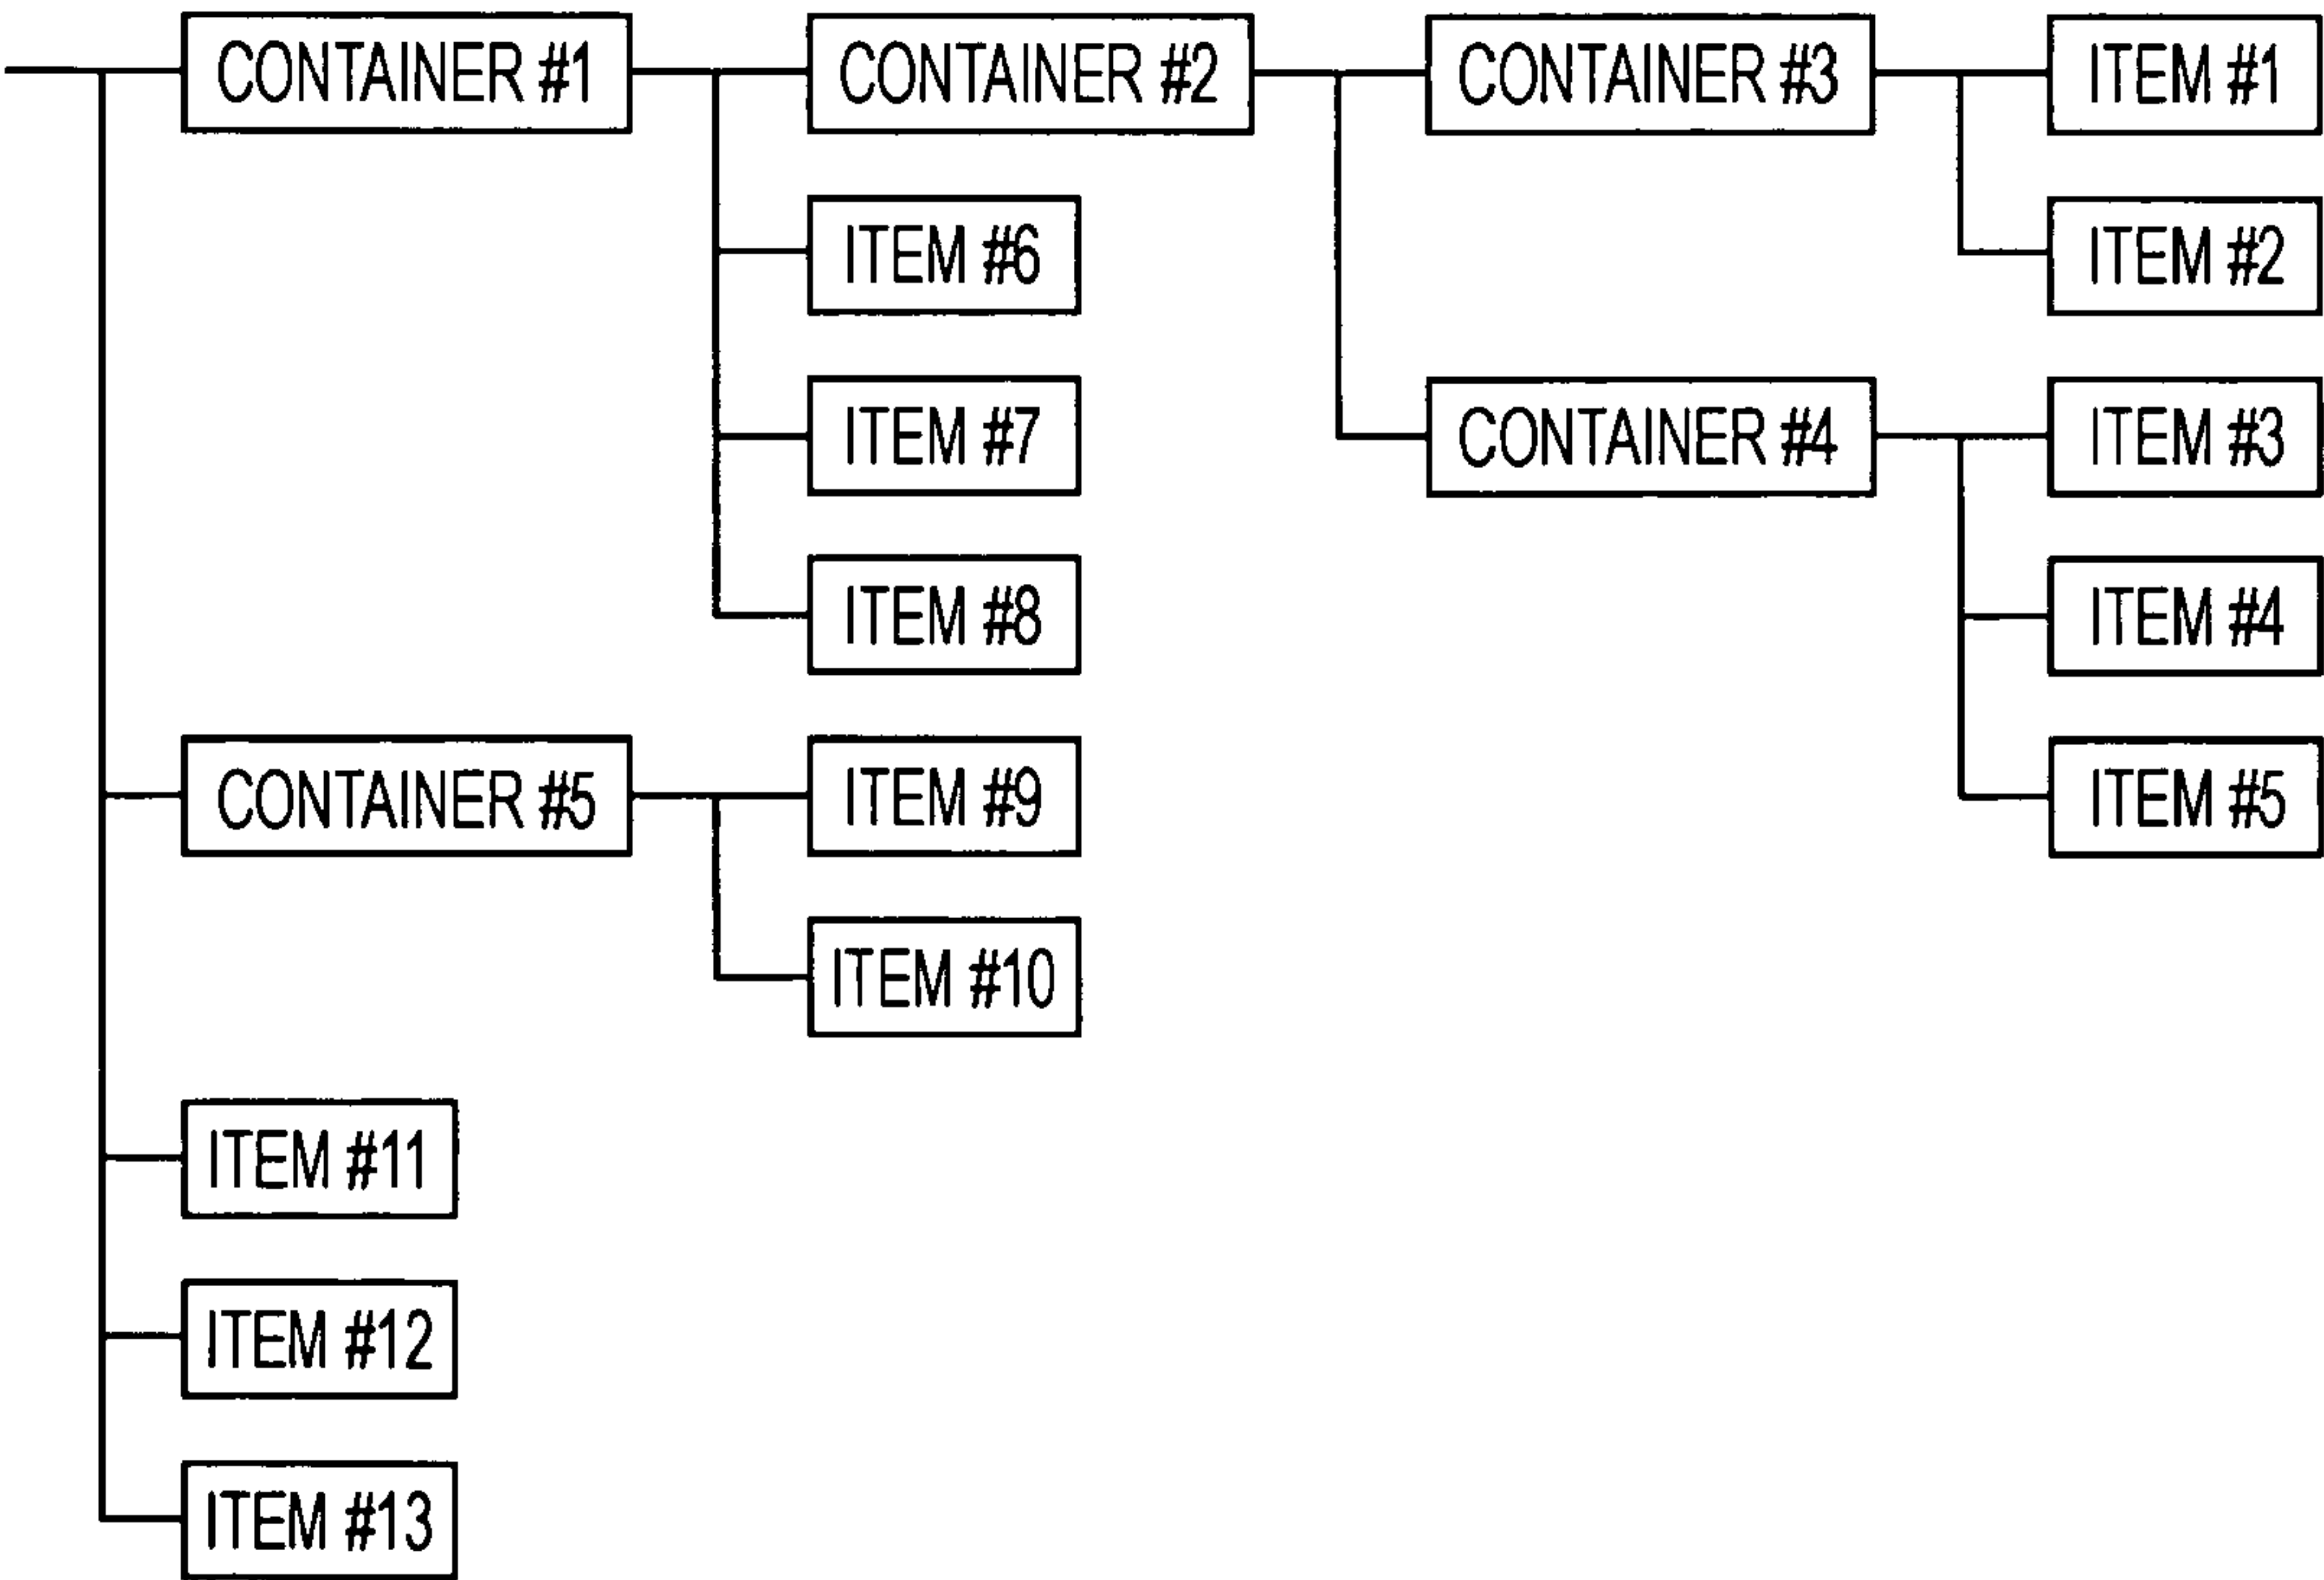 CONTAINER #1
CONTAINER #2
CONTAINER #3
ITEM #1
ITEM #6
ITEM #2
ITEM #7
CONTAINER #4
ITEM #3
ITEM #8
ITEM #4
CONTAINER #5
ITEM #9
ITEM #5
ITEM #10
ITEM #11
ITEM #12
ITEM #13